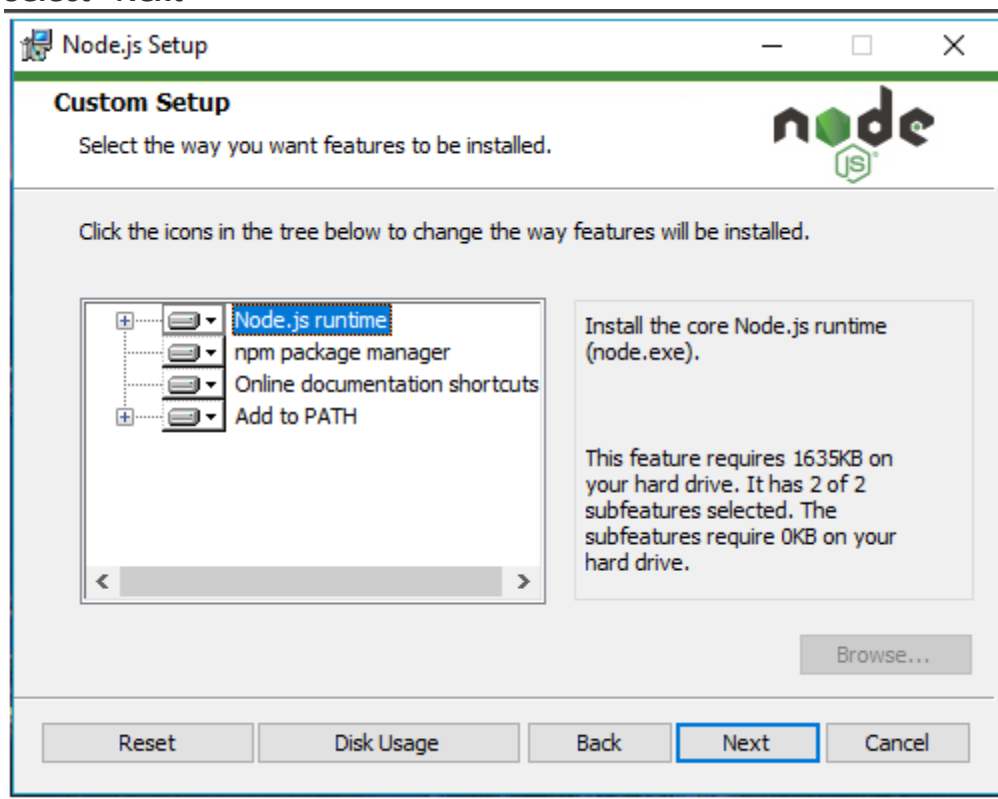 Select "Next"
Node.js Setup
Custom Setup
Select the way you want features to be installed.
node
JS
Click the icons in the tree below to change the way features will be installed.
Node.js runtime
npm package manager
Online documentation shortcuts
Add to PATH
Install the core Node.js runtime
(node.exe).
This feature requires 1635KB on
your hard drive. It has 2 of 2
subfeatures selected. The
subfeatures require 0KB on your
hard drive.
Browse...
Reset
Disk Usage
Back
Next
Cancel